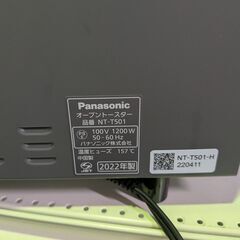 Panasonic
オーブントースター
品番 NT-T501
100V 1200W
50-60Hz
パナソニック株式会社
温度ヒューズ 157℃
中国製
2022年製
NT-T501-H
220411